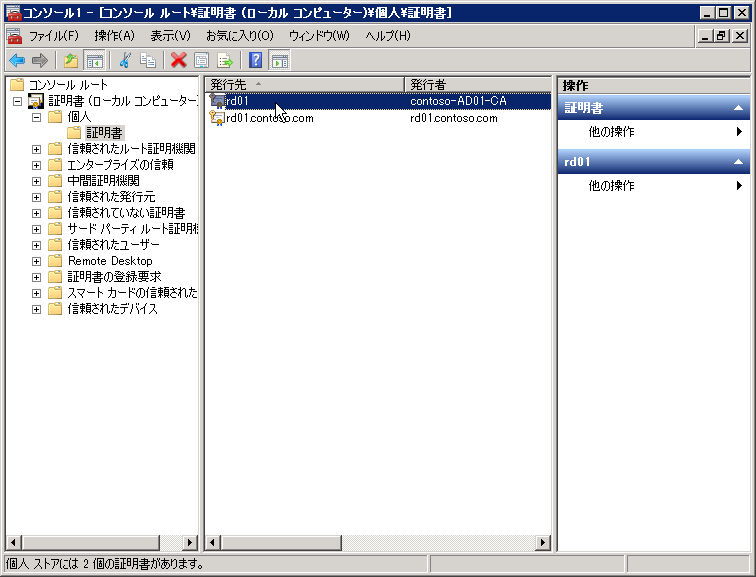 コンソール1 - [コンソール ルート¥証明書 (ローカル コンピューター)¥個人¥証明書]
ファイル(F) 操作(A) 表示(V) お気に入り(O) ウィンドウ(W) ヘルプ(H)
コンソール ルート
証明書 (ローカル コンピューター)
個人
証明書
信頼されたルート証明機関
エンタープライズの信頼
中間証明機関
信頼された発行元
信頼されていない証明書
サード パーティ ルート証明機
信頼されたユーザー
Remote Desktop
証明書の登録要求
スマート カードの信頼された
信頼されたデバイス
発行先 発行者
rd01 contoso-AD01-CA
rd01.contoso.com rd01.contoso.com
操作
証明書
他の操作
rd01
他の操作
個人 ストアには 2 個の証明書があります。